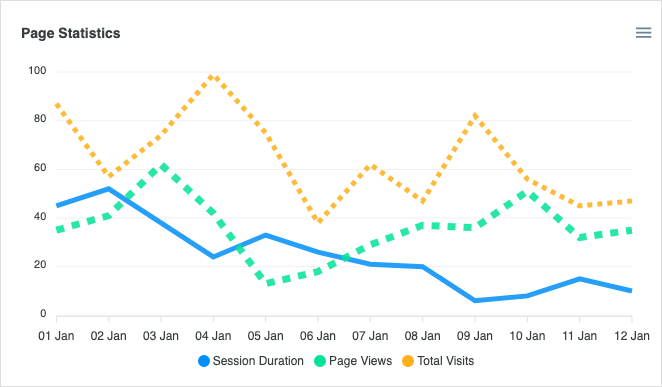 Page Statistics
100
80
60
40
20
0
01 Jan 02 Jan 03 Jan 04 Jan 05 Jan 06 Jan 07 Jan 08 Jan 09 Jan 10 Jan 11 Jan 12 Jan
Session Duration Page Views Total Visits